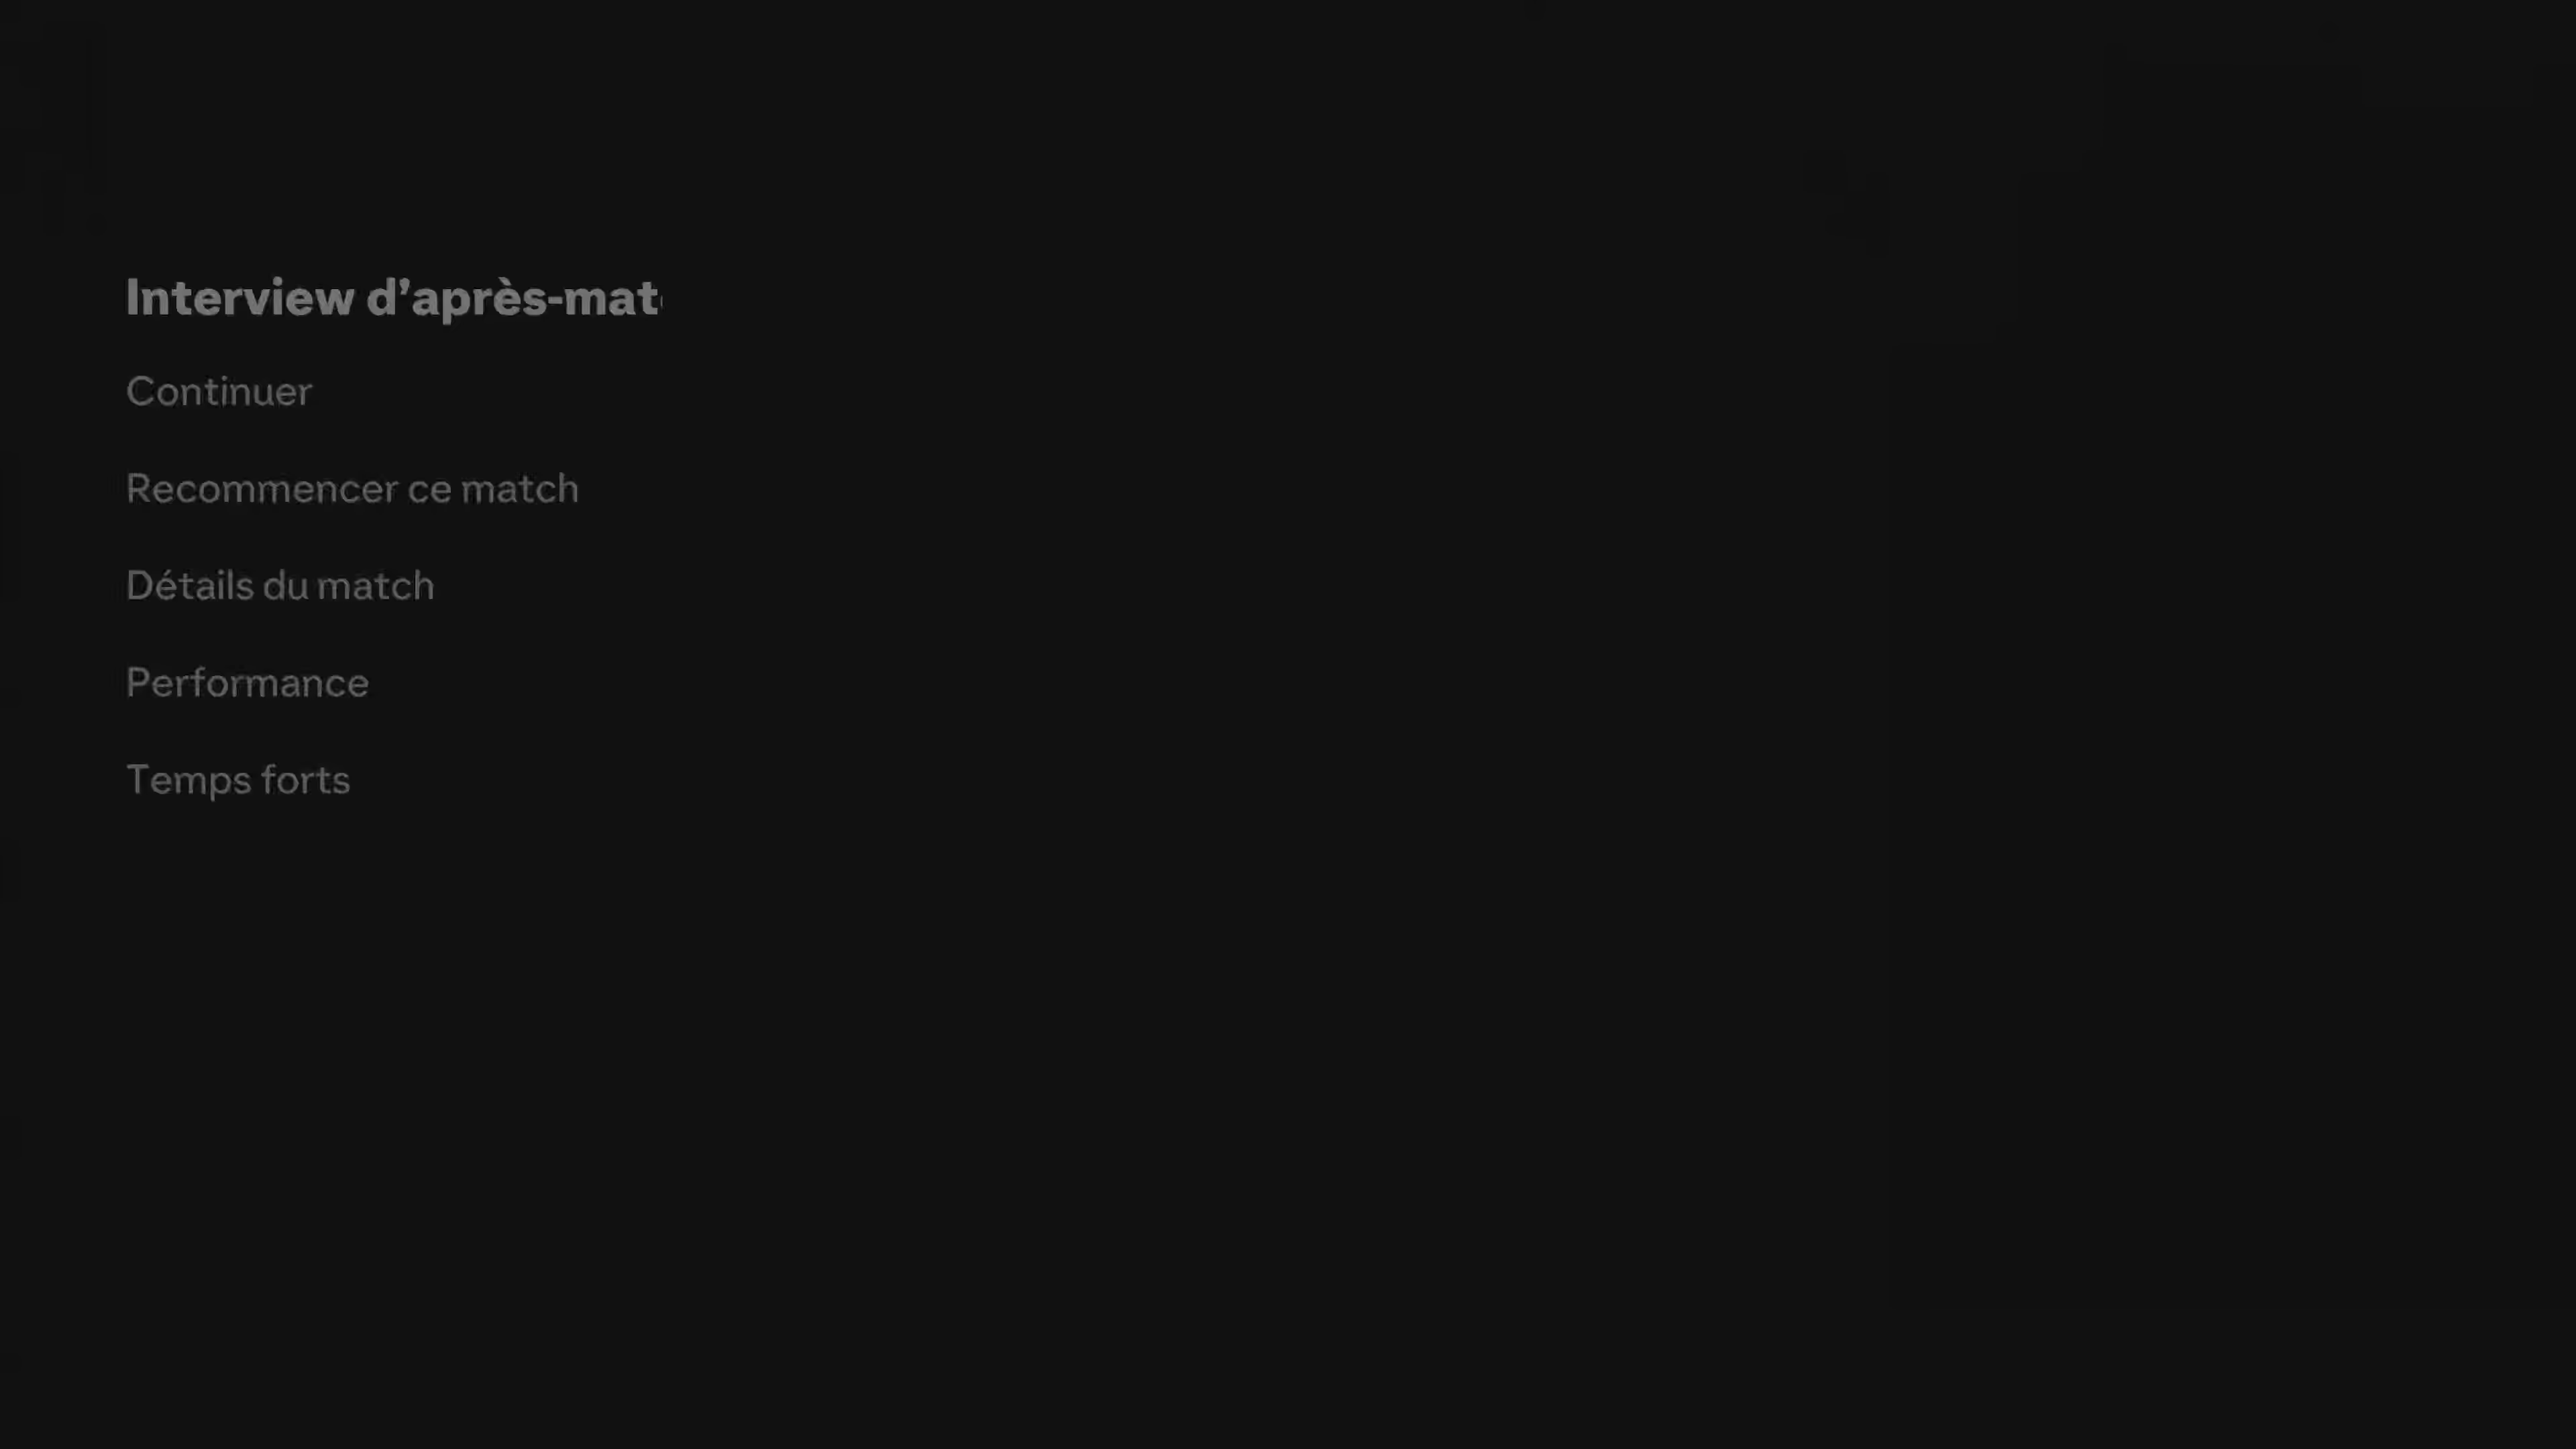 Interview d’après-mat
Continuer
Recommencer ce match
Détails du match
Performance
Temps forts